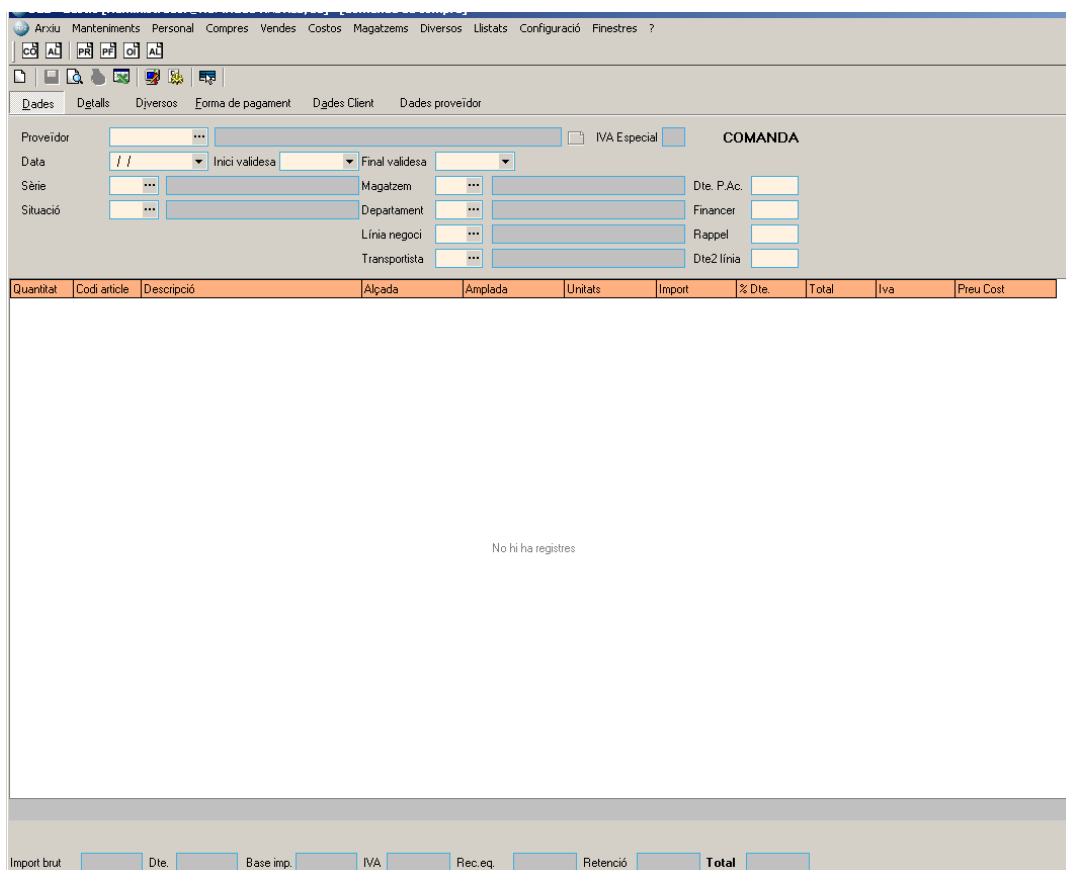 Arxiu Manteniments Personal Compres Vendes Costos Magatzems Diversos Llistats Configuració Finestres ?
CO AL PR PF OI AL
Dades Detalls Diversos Forma de pagament Dades Client Dades proveïdor
Proveïdor ... IVA Especial COMANDA
Data / / Inici validesa Final validesa
Sèrie ... Magatzem ... Dte. P.Ac.
Situació ... Departament ... Financer
Línia negoci ... Rappel
Transportista ... Dte2 línia
Quantitat Codi article Descripció Alçada Amplada Unitats Import % Dte. Total Iva Preu Cost
No hi ha registres
Import brut Dte. Base imp. IVA Rec.eq. Retenció Total